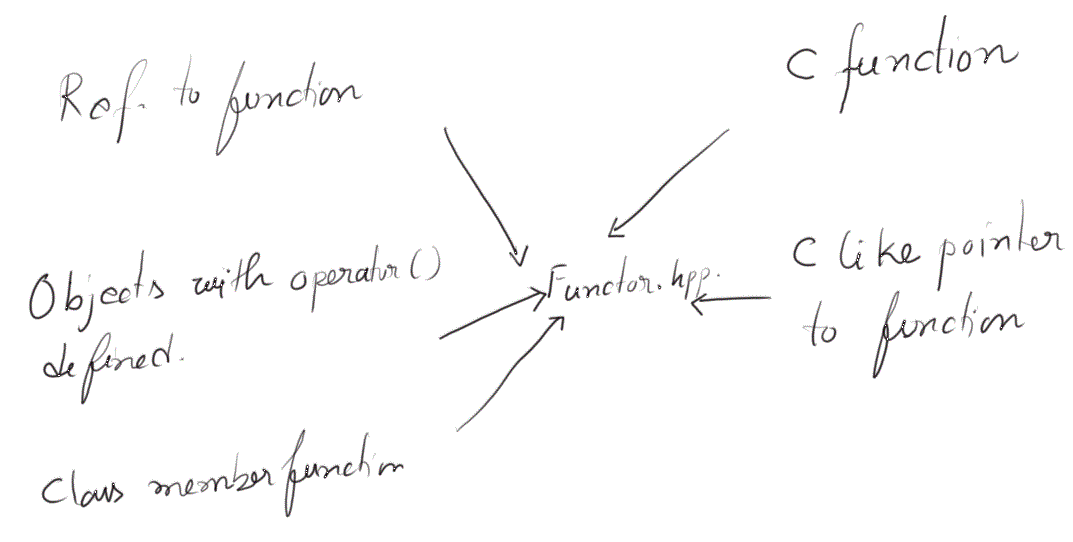 Ref. to function
C function
Objects with operator()
defined.
Functor.hpp.
C like pointer
to function
Class member function